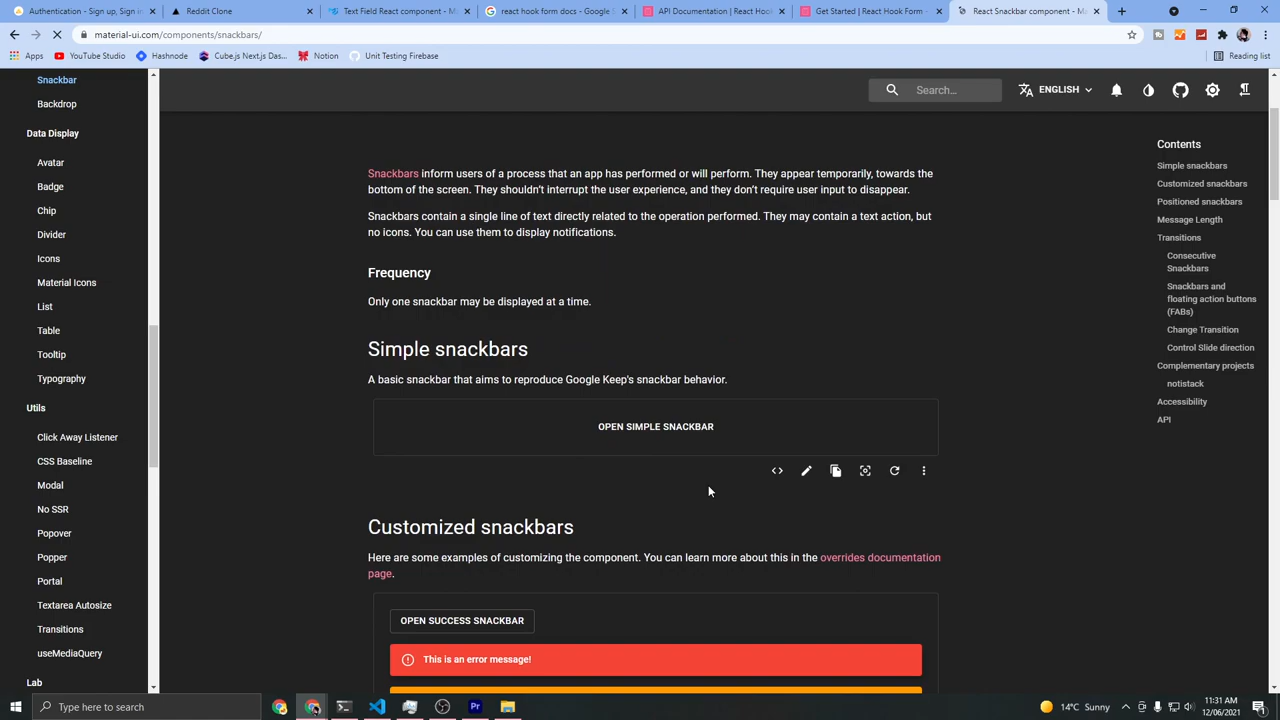 Authentication - Sign up, Sign in
Reddit Clone
Text Field React component - Ma
react hook form docs - Google S
API Documentation | React Hook
Get Started | React Hook Form -
React Snackbar component - Ma
material-ui.com/components/snackbars/
Apps
YouTube Studio
Hashnode
Cube.js Next.js Das...
Notion
Unit Testing Firebase
Reading list
Search…
ENGLISH
Snackbar
Backdrop
Data Display
Avatar
Badge
Chip
Divider
Icons
Material Icons
List
Table
Tooltip
Typography
Utils
Click Away Listener
CSS Baseline
Modal
No SSR
Popover
Popper
Portal
Textarea Autosize
Transitions
useMediaQuery
Lab
Snackbars inform users of a process that an app has performed or will perform. They appear temporarily, towards the
bottom of the screen. They shouldn't interrupt the user experience, and they don't require user input to disappear.
Snackbars contain a single line of text directly related to the operation performed. They may contain a text action, but
no icons. You can use them to display notifications.
Frequency
Only one snackbar may be displayed at a time.
Simple snackbars
A basic snackbar that aims to reproduce Google Keep's snackbar behavior.
OPEN SIMPLE SNACKBAR
Customized snackbars
Here are some examples of customizing the component. You can learn more about this in the overrides documentation
page.
OPEN SUCCESS SNACKBAR
This is an error message!
Contents
Simple snackbars
Customized snackbars
Positioned snackbars
Message Length
Transitions
Consecutive
Snackbars
Snackbars and
floating action buttons
(FABs)
Change Transition
Control Slide direction
Complementary projects
notistack
Accessibility
API
Type here to search
Pr
14°C Sunny
11:31 AM
12/06/2021
1